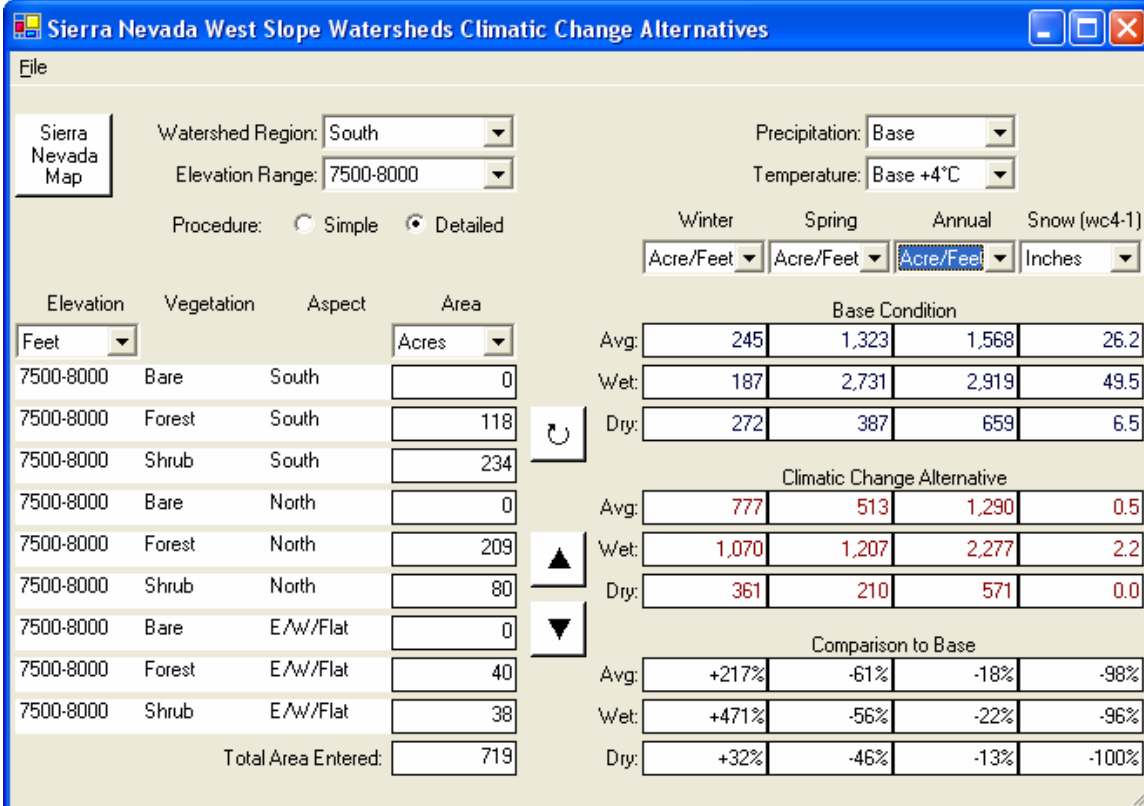 Sierra Nevada West Slope Watersheds Climatic Change Alternatives
File
Sierra
Nevada
Map
Watershed Region: South
Elevation Range: 7500-8000
Procedure: Simple Detailed
Precipitation: Base
Temperature: Base +4°C
Winter Spring Annual Snow (wc4-1)
Acre/Feet Acre/Feet Acre/Feet Inches
Elevation Vegetation Aspect Area
Feet Acres
7500-8000 Bare South 0
7500-8000 Forest South 118
7500-8000 Shrub South 234
7500-8000 Bare North 0
7500-8000 Forest North 209
7500-8000 Shrub North 80
7500-8000 Bare E/W/Flat 0
7500-8000 Forest E/W/Flat 40
7500-8000 Shrub E/W/Flat 38
Total Area Entered: 719
Base Condition
Avg: 245 1,323 1,568 26.2
Wet: 187 2,731 2,919 49.5
Dry: 272 387 659 6.5
Climatic Change Alternative
Avg: 777 513 1,290 0.5
Wet: 1,070 1,207 2,277 2.2
Dry: 361 210 571 0.0
Comparison to Base
Avg: +217% -61% -18% -98%
Wet: +471% -56% -22% -96%
Dry: +32% -46% -13% -100%